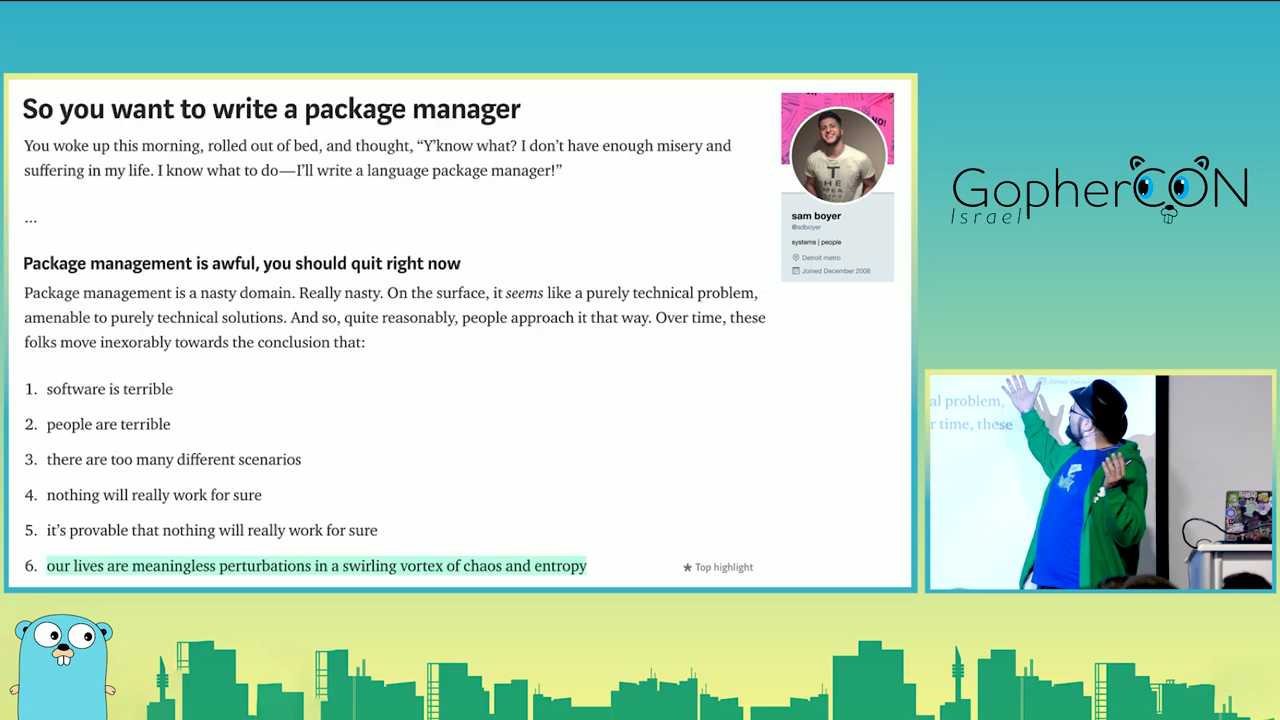 So you want to write a package manager
You woke up this morning, rolled out of bed, and thought, “Y’know what? I don’t have enough misery and
suffering in my life. I know what to do—I’ll write a language package manager!”
...
Package management is awful, you should quit right now
Package management is a nasty domain. Really nasty. On the surface, it seems like a purely technical problem,
amenable to purely technical solutions. And so, quite reasonably, people approach it that way. Over time, these
folks move inexorably towards the conclusion that:
1. software is terrible
2. people are terrible
3. there are too many different scenarios
4. nothing will really work for sure
5. it’s provable that nothing will really work for sure
6. our lives are meaningless perturbations in a swirling vortex of chaos and entropy
Top highlight
NO!
T
HE
sam boyer
@sdboyer
systems | people
Detroit metro
Joined December 2008
GopherCON
Israel
Joined
al problem,
r time, these